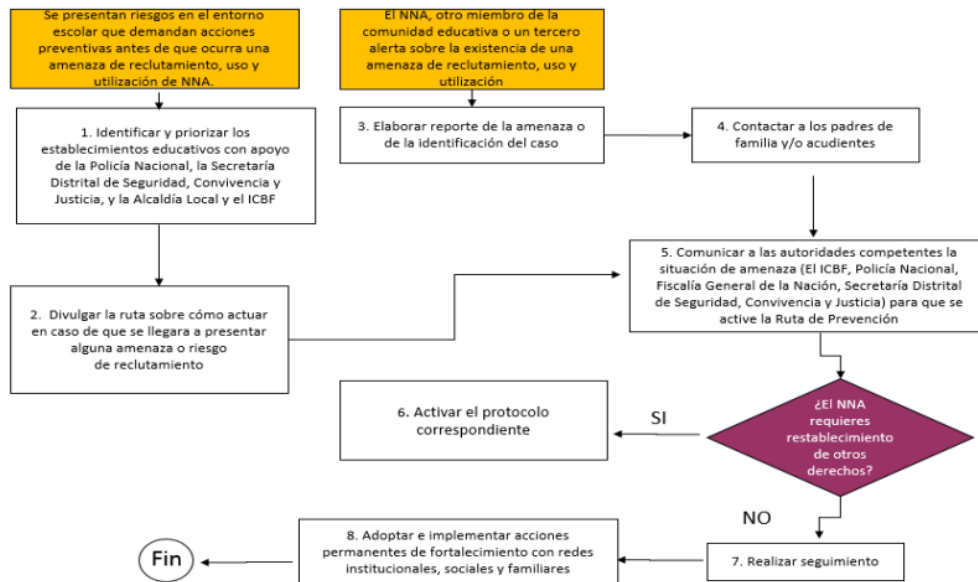 Se presentan riesgos en el entorno
escolar que demandan acciones
preventivas antes de que ocurra una
amenaza de reclutamiento, uso y
utilización de NNA.
El NNA, otro miembro de la
comunidad educativa o un tercero
alerta sobre la existencia de una
amenaza de reclutamiento, uso y
utilización
1. Identificar y priorizar los
establecimientos educativos con
apoyo de la Policía Nacional, la Secretaría
Distrital de Seguridad, Convivencia y
Justicia, y la Alcaldía Local y el ICBF
3. Elaborar reporte de la amenaza o
de la identificación del caso
4. Contactar a los padres de
familia y/o acudientes
2. Divulgar la ruta sobre cómo actuar
en caso de que se llegara a presentar
alguna amenaza o riesgo
de reclutamiento
5. Comunicar a las autoridades competentes la
situación de amenaza (El ICBF, Policía Nacional,
Fiscalía General de la Nación, Secretaría Distrital
de Seguridad, Convivencia y Justicia) para que se
active la Ruta de Prevención
¿El NNA
requieres
restablecimiento
de otros
derechos?
SI
6. Activar el protocolo
correspondiente
NO
7. Realizar seguimiento
8. Adoptar e implementar acciones
permanentes de fortalecimiento con redes
institucionales, sociales y familiares
Fin